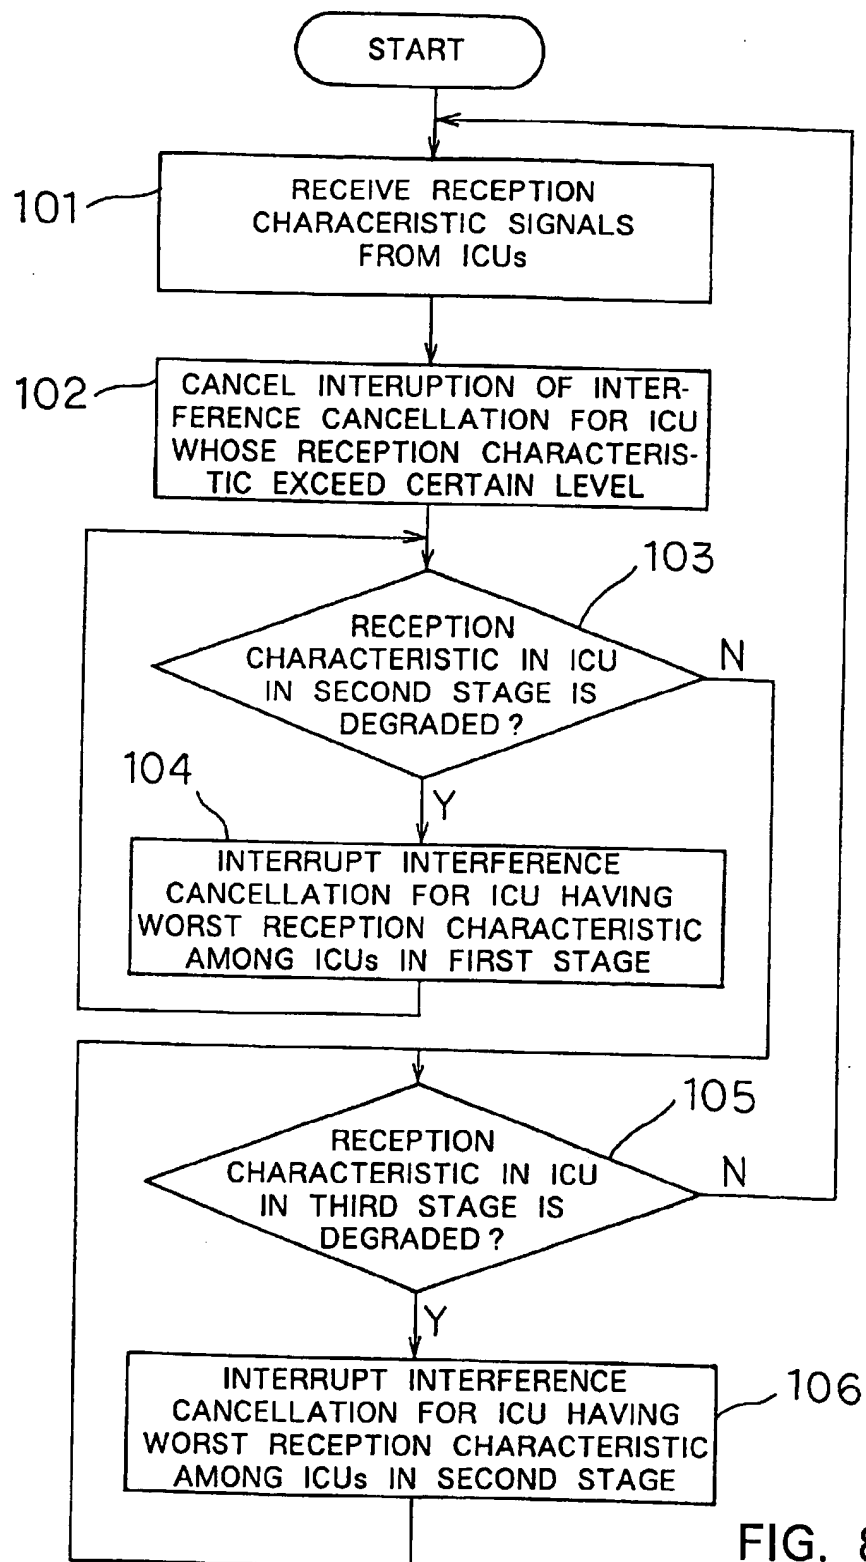 START
101
RECEIVE RECEPTION
CHARACERISTIC SIGNALS
FROM ICUs
102
CANCEL INTERUPTION OF INTER-
FERENCE CANCELLATION FOR ICU
WHOSE RECEPTION CHARACTERIS-
TIC EXCEED CERTAIN LEVEL
103
RECEPTION
CHARACTERISTIC IN ICU
IN SECOND STAGE IS
DEGRADED?
N
Y
104
INTERRUPT INTERFERENCE
CANCELLATION FOR ICU HAVING
WORST RECEPTION CHARACTERISTIC
AMONG ICUs IN FIRST STAGE
105
RECEPTION
CHARACTERISTIC IN ICU
IN THIRD STAGE IS
DEGRADED?
N
Y
106
INTERRUPT INTERFERENCE
CANCELLATION FOR ICU HAVING
WORST RECEPTION CHARACTERISTIC
AMONG ICUs IN SECOND STAGE
FIG. 8